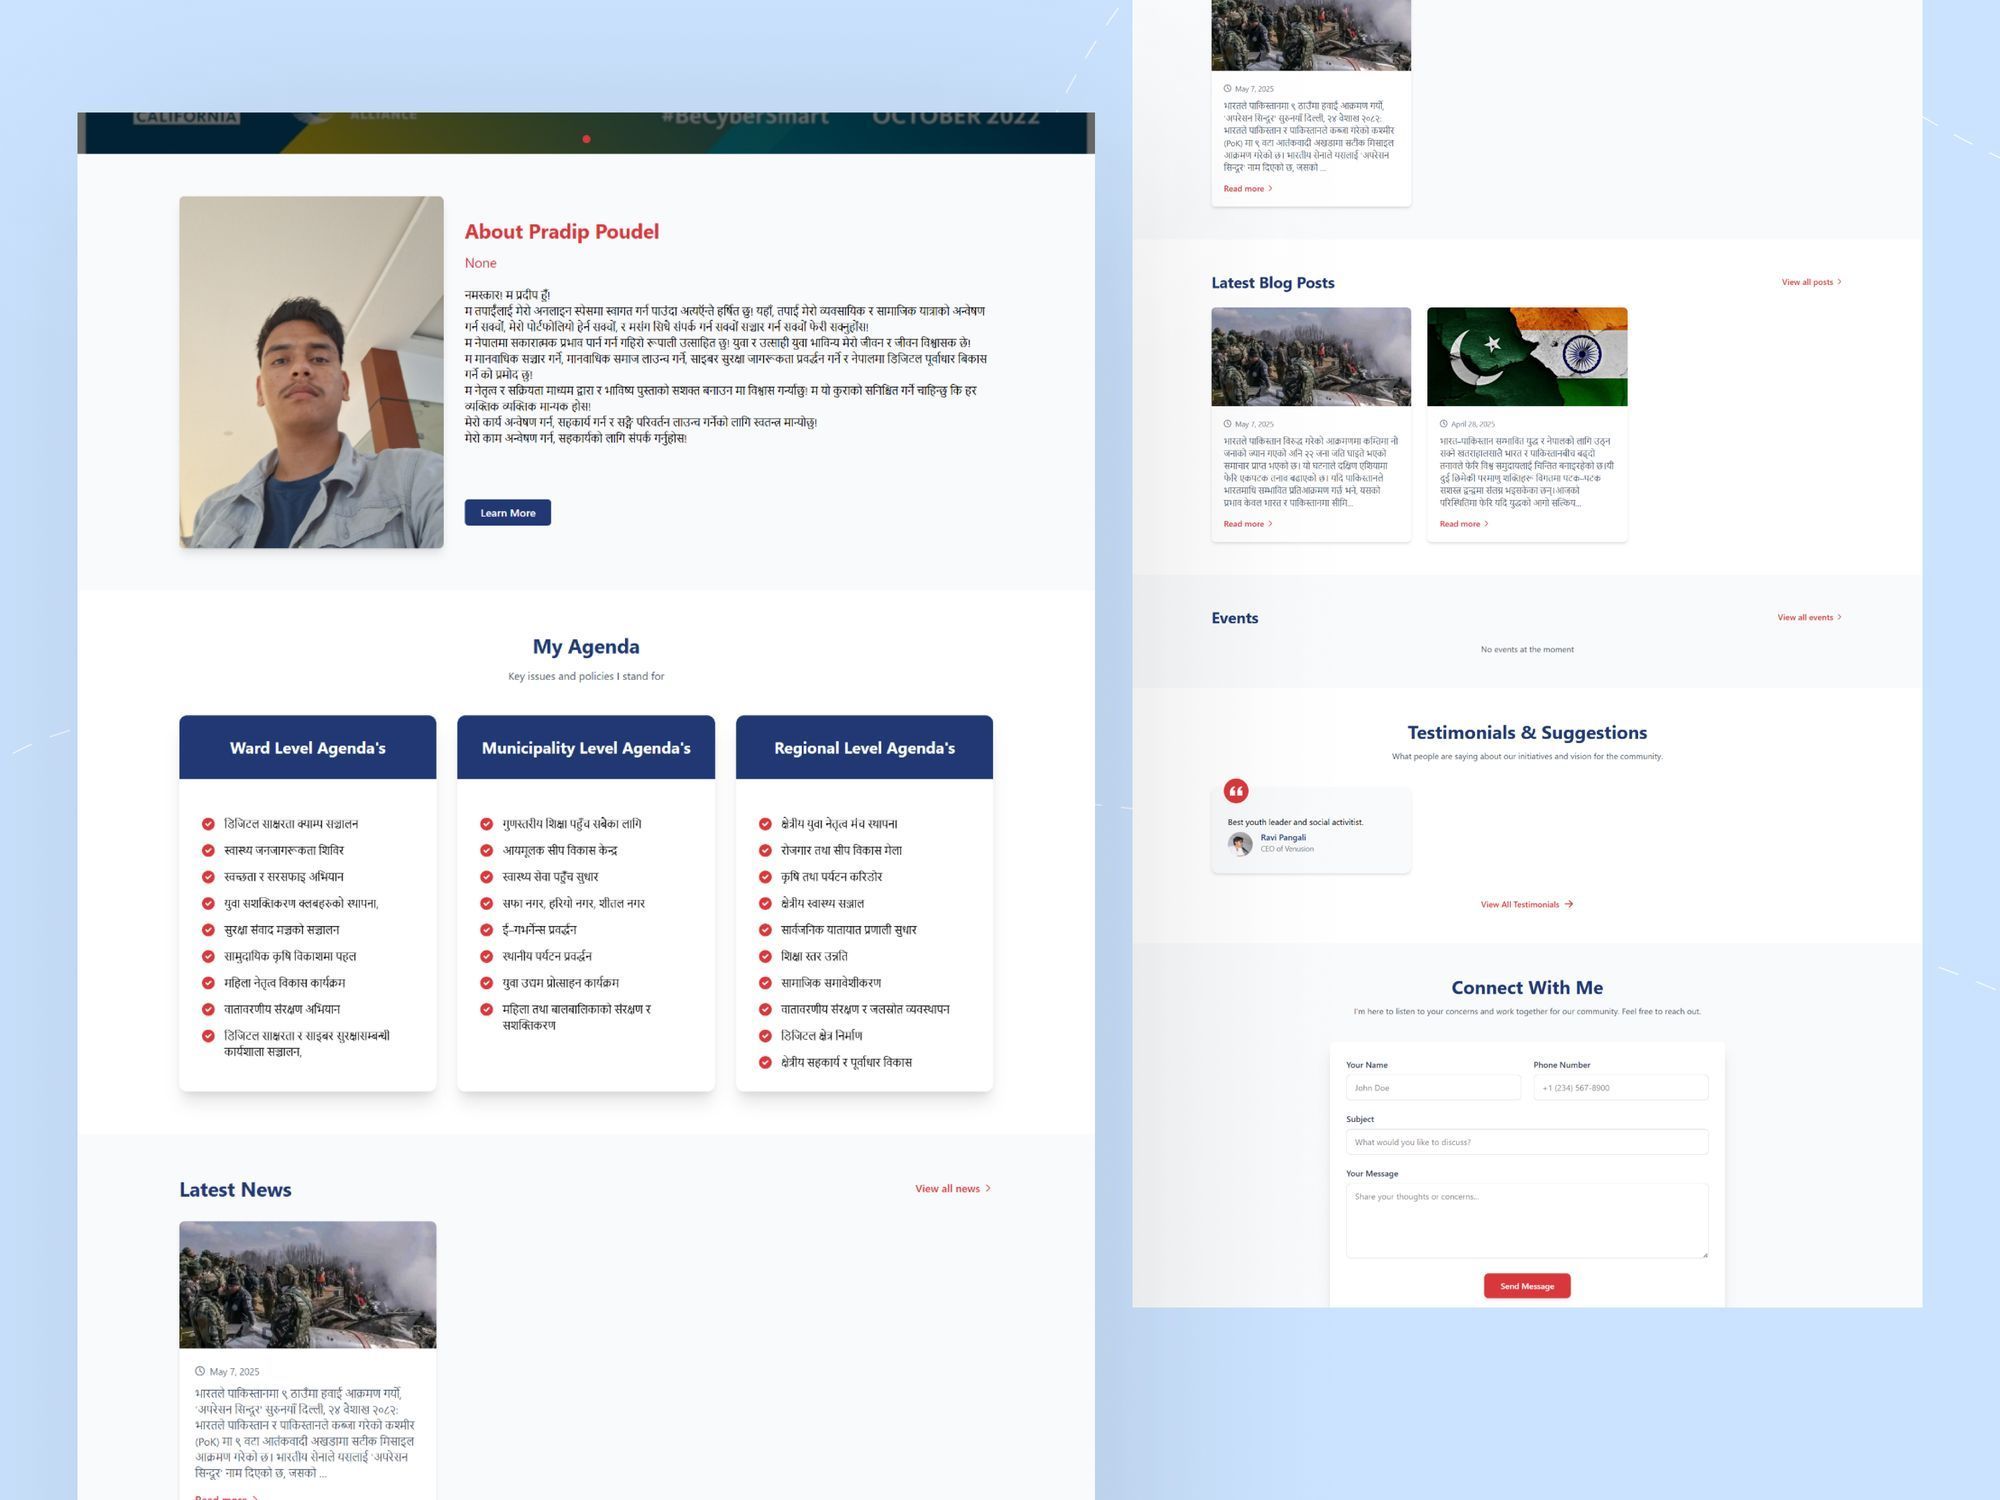 CALIFORNIA
ALLIANCE
#BeCyberSmart
OCTOBER 2022
About Pradip Poudel
None
नमस्कार! म प्रदीप हुँ!
म तपाईंलाई मेरो अनलाइन स्पेसमा स्वागत गर्न पाउंदा अत्यन्ते हर्षित छु! यहाँ, तपाई मेरो व्यवसायिक र सामाजिक यात्राको अन्वेषण
गर्न सक्वों, मेरो पोर्टफोलियो हेर्न सक्वों, र मसंग सिधै संपर्क गर्न सक्वों सञ्चार गर्न सक्वों फेरी सक्नुहोस!
म नेपालमा सकारात्मक प्रभाव पार्न गर्न गहिरो रूपाली उत्साहित छु! युवा र उत्साही युवा भाविन्य मेरो जीवन र जीवन विश्वासक छे!
म मानवाधिक सञ्चार गर्ने, मानवाधिक समाज लाउन्च गर्ने, साइबर सुरक्षा जागरूकता प्रवर्द्धन गर्ने र नेपालमा डिजिटल पूर्वाधार बिकास
गर्ने को प्रमोद छु!
म नेतृत्व र सक्रियता माध्यम द्वारा र भाविष्य पुस्ताको सशक्त बनाउन मा विश्वास गर्न्याछु! म यो कुराको सनिश्चित गर्ने चाहिन्छु कि हर
व्यक्तिक व्यक्तिक मान्यक होस!
मेरो कार्य अन्वेषण गर्न, सहकार्य गर्न र सङ्गै परिवर्तन लाउन्च गर्नेको लागि स्वतन्त्र मान्योछु!
मेरो काम अन्वेषण गर्न, सहकार्यको लागि संपर्क गर्नुहोस!
Learn More
My Agenda
Key issues and policies I stand for
Ward Level Agenda's
डिजिटल साक्षरता क्याम्प सञ्चालन
स्वास्थ्य जनजागरूकता शिविर
स्वच्छता र सरसफाइ अभियान
युवा सशक्तिकरण क्लबहरुको स्थापना,
सुरक्षा संवाद मञ्चको सञ्चालन
सामुदायिक कृषि विकाशमा पहल
महिला नेतृत्व विकास कार्यक्रम
वातावरणीय संरक्षण अभियान
डिजिटल साक्षरता र साइबर सुरक्षासम्बन्धी
कार्यशाला सञ्चालन,
Municipality Level Agenda's
गुणस्तरीय शिक्षा पहुँच सबैका लागि
आयमूलक सीप विकास केन्द्र
स्वास्थ्य सेवा पहुँच सुधार
सफा नगर, हरियो नगर, शीतल नगर
ई-गभर्नेन्स प्रवर्द्धन
स्थानीय पर्यटन प्रवर्द्धन
युवा उद्यम प्रोत्साहन कार्यक्रम
महिला तथा बालबालिकाको संरक्षण र
सशक्तिकरण
Regional Level Agenda's
क्षेत्रीय युवा नेतृत्व मंच स्थापना
रोजगार तथा सीप विकास मेला
कृषि तथा पर्यटन करिडोर
क्षेत्रीय स्वास्थ्य सञ्जाल
सार्वजनिक यातायात प्रणाली सुधार
शिक्षा स्तर उन्नति
सामाजिक समावेशीकरण
वातावरणीय संरक्षण र जलस्रोत व्यवस्थापन
डिजिटल क्षेत्र निर्माण
क्षेत्रीय सहकार्य र पूर्वाधार विकास
Latest News
View all news
May 7, 2025
भारतले पाकिस्तानमा ९ ठाउँमा हवाई आक्रमण गर्यो,
'अपरेसन सिन्दूर' सुरुनयाँ दिल्ली, २४ वैशाख २०८२:
भारतले पाकिस्तान र पाकिस्तानले कब्जा गरेको कश्मीर
(PoK) मा ९ वटा आतंकवादी अखडामा सटीक मिसाइल
आक्रमण गरेको छ। भारतीय सेनाले यसलाई 'अपरेसन
सिन्दूर' नाम दिएको छ, जसको ...
Read more
May 7, 2025
भारतले पाकिस्तानमा ९ ठाउँमा हवाई आक्रमण गर्यो,
'अपरेसन सिन्दूर' सुरुनयाँ दिल्ली, २४ वैशाख २०८२:
भारतले पाकिस्तान र पाकिस्तानले कब्जा गरेको कश्मीर
(PoK) मा ९ वटा आतंकवादी अखडामा सटीक मिसाइल
आक्रमण गरेको छ। भारतीय सेनाले यसलाई 'अपरेसन
सिन्दूर' नाम दिएको छ, जसको ...
Read more
Latest Blog Posts
View all posts
May 7, 2025
भारतले पाकिस्तान विरुद्ध गरेको आक्रमणमा कम्तिमा नौ
जनाको ज्यान गएको अनि २२ जना जति घाइते भएको
समाचार प्राप्त भएको छ। यो घटनाले दक्षिण एशियामा
फेरि एकपटक तनाव बढाएको छ। यदि पाकिस्तानले
भारतमाथि सम्भावित प्रतिआक्रमण गर्छ भने, यसको
प्रभाव केवल भारत र पाकिस्तानमा सीमि...
Read more
April 28, 2025
भारत-पाकिस्तान सम्भावित युद्ध र नेपालको लागि उठ्न
सक्ने खतराहालसालै भारत र पाकिस्तानबीच बढ्दो
तनावले फेरि विश्व समुदायलाई चिन्तित बनाइरहेको छ।यी
दुई छिमेकी परमाणु शक्तिहरू विगतमा पटक-पटक
सशस्त्र द्वन्द्वमा संलग्न भइसकेका छन्।आजको
परिस्थितिमा फेरि यदि युद्धको आगो सल्किय...
Read more
Events
View all events
No events at the moment
Testimonials & Suggestions
What people are saying about our initiatives and vision for the community.
Best youth leader and social activitist.
Ravi Pangali
CEO of Venusion
View All Testimonials
Connect With Me
I'm here to listen to your concerns and work together for our community. Feel free to reach out.
Your Name
Phone Number
John Doe
+1 (234) 567-8900
Subject
What would you like to discuss?
Your Message
Share your thoughts or concerns...
Send Message